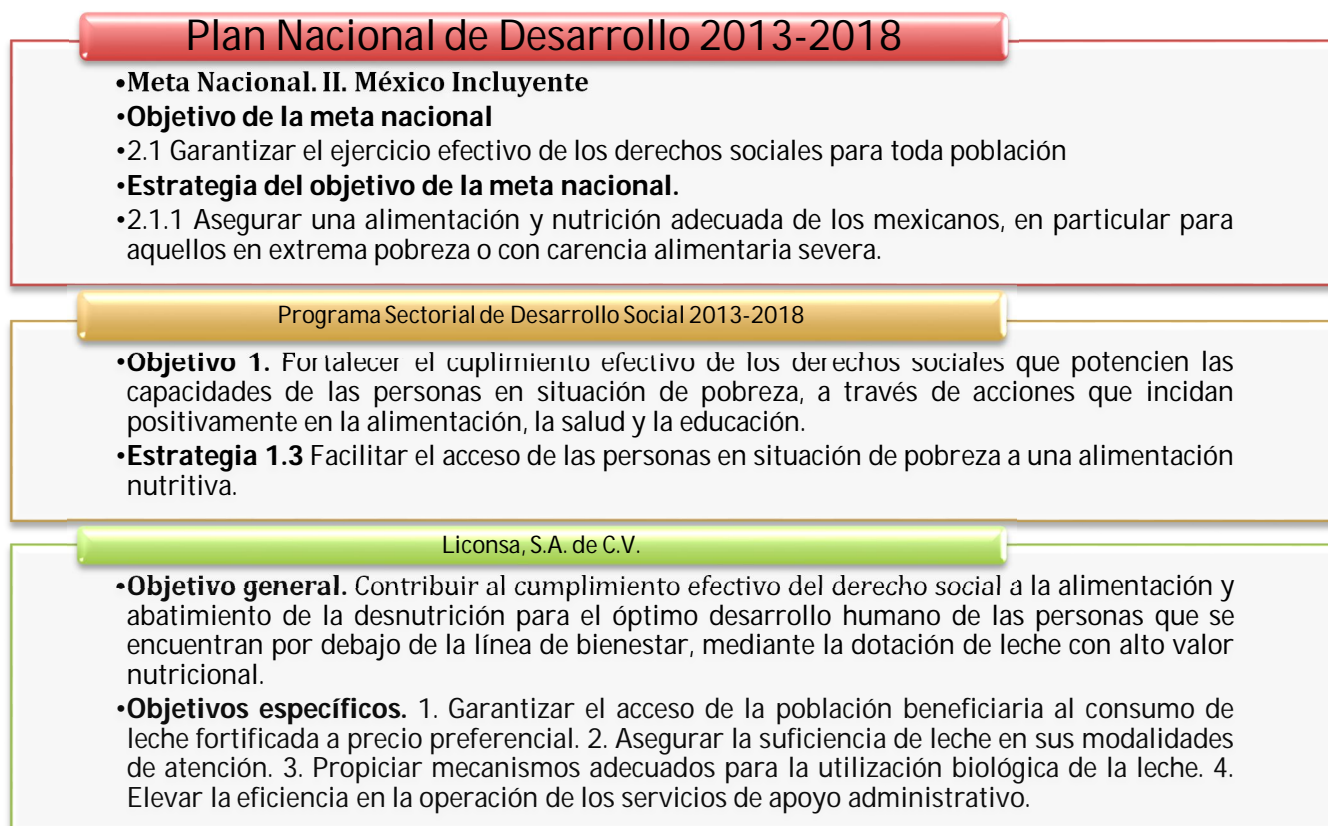 Plan Nacional de Desarrollo 2013-2018
•Meta Nacional. II. México Incluyente
•Objetivo de la meta nacional
•2.1 Garantizar el ejercicio efectivo de los derechos sociales para toda población
•Estrategia del objetivo de la meta nacional.
•2.1.1 Asegurar una alimentación y nutrición adecuada de los mexicanos, en particular para
aquellos en extrema pobreza o con carencia alimentaria severa.
Programa Sectorial de Desarrollo Social 2013-2018
•Objetivo 1. Fortalecer el cuplimiento efectivo de los derechos sociales que potencien las
capacidades de las personas en situación de pobreza, a través de acciones que incidan
positivamente en la alimentación, la salud y la educación.
•Estrategia 1.3 Facilitar el acceso de las personas en situación de pobreza a una alimentación
nutritiva.
Liconsa, S.A. de C.V.
•Objetivo general. Contribuir al cumplimiento efectivo del derecho social a la alimentación y
abatimiento de la desnutrición para el óptimo desarrollo humano de las personas que se
encuentran por debajo de la línea de bienestar, mediante la dotación de leche con alto valor
nutricional.
•Objetivos específicos. 1. Garantizar el acceso de la población beneficiaria al consumo de
leche fortificada a precio preferencial. 2. Asegurar la suficiencia de leche en sus modalidades
de atención. 3. Propiciar mecanismos adecuados para la utilización biológica de la leche. 4.
Elevar la eficiencia en la operación de los servicios de apoyo administrativo.